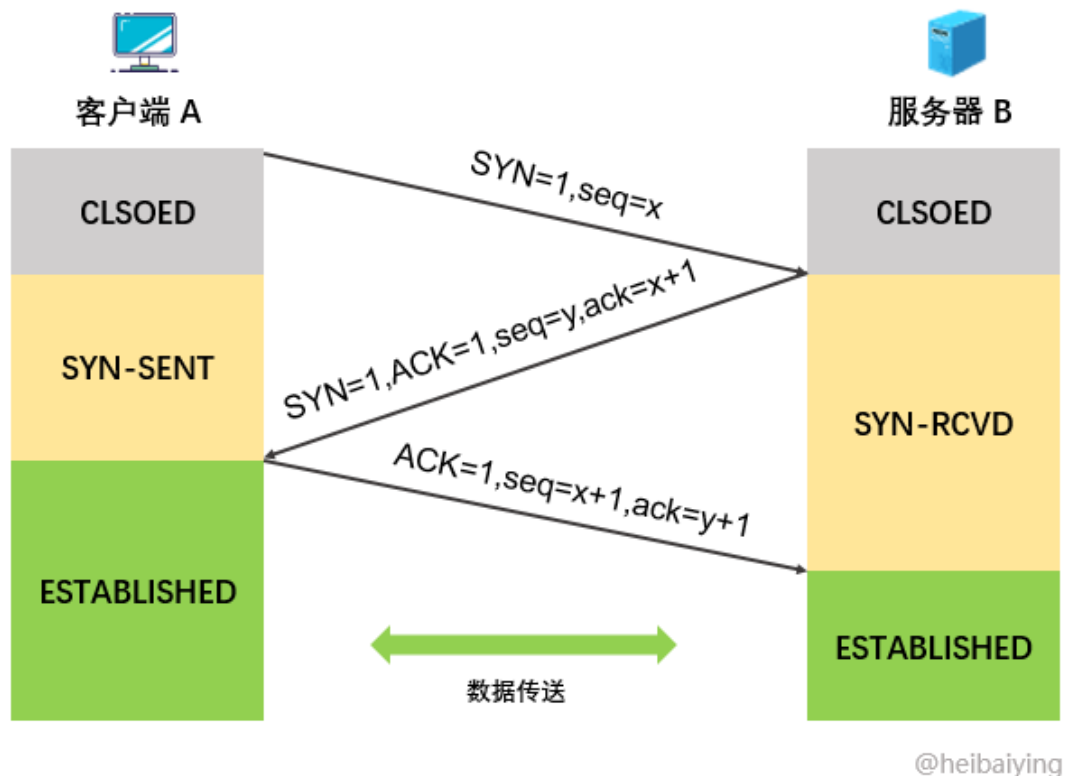 客户端 A
服务器 B
CLSOED
SYN=1,seq=x
CLSOED
SYN=1,ACK=1,seq=y,ack=x+1
SYN-SENT
SYN-RCVD
ACK=1,seq=x+1,ack=y+1
ESTABLISHED
ESTABLISHED
数据传送
@heibaiying